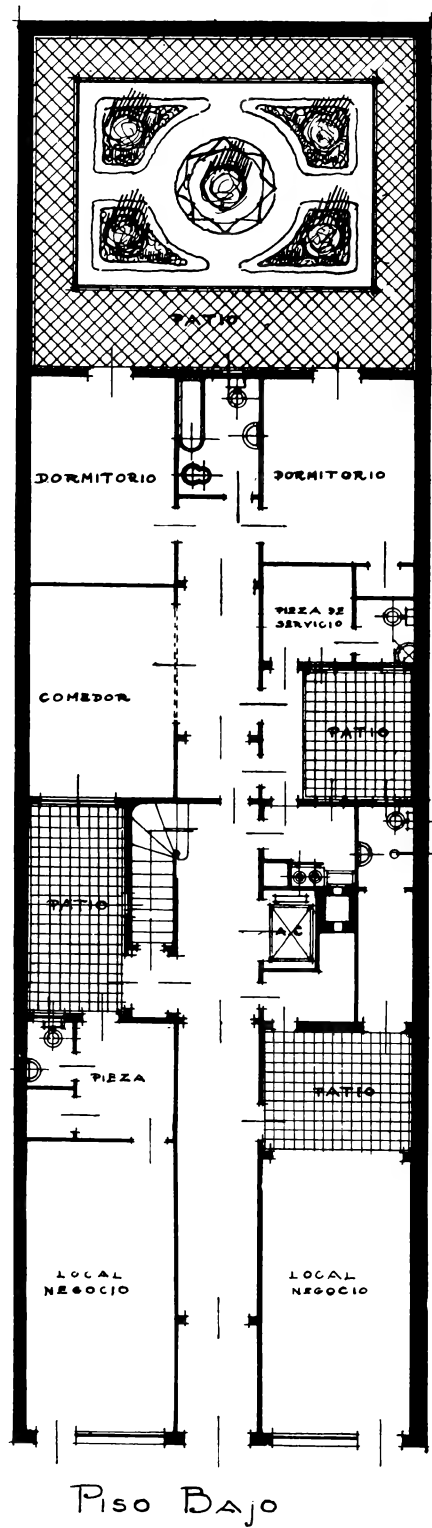 PATIO
DORMITORIO
DORMITORIO
PIEZA DE
SERVICIO
COMEDOR
PATIO
PATIO
A.C
PIEZA
PATIO
LOCAL
NEGOCIO
LOCAL
NEGOCIO
PISO BAJO